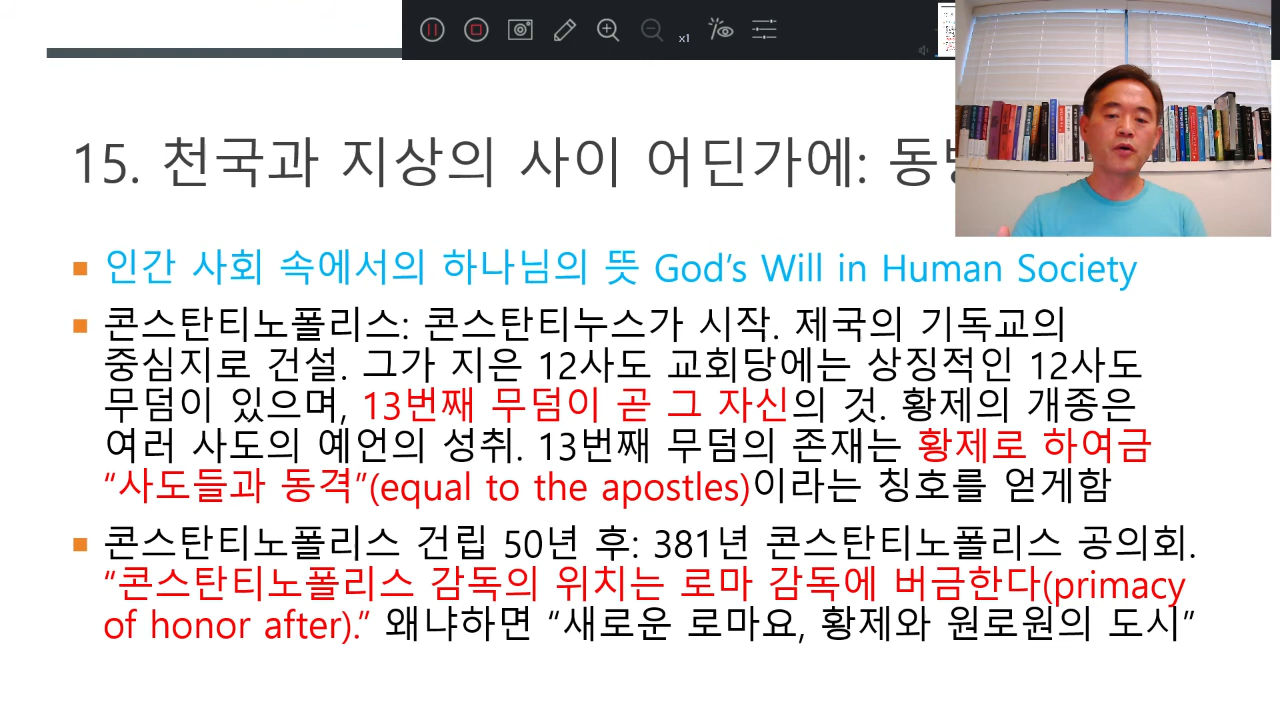 x1
15. 천국과 지상의 사이 어딘가에:
인간 사회 속에서의 하나님의 뜻 God's Will in Human Society
콘스탄티노폴리스: 콘스탄티누스가 시작. 제국의 기독교의
중심지로 건설. 그가 지은 12사도 교회당에는 상징적인 12사도
무덤이 있으며, 13번째 무덤이 곧 그 자신의 것. 황제의 개종은
여러 사도의 예언의 성취. 13번째 무덤의 존재는 황제로 하여금
“사도들과 동격”(equal to the apostles)이라는 칭호를 얻게함
콘스탄티노폴리스 건립 50년 후: 381년 콘스탄티노폴리스 공의회.
“콘스탄티노폴리스 감독의 위치는 로마 감독에 버금한다(primacy
of honor after).” 왜냐하면 “새로운 로마요, 황제와 원로원의 도시”